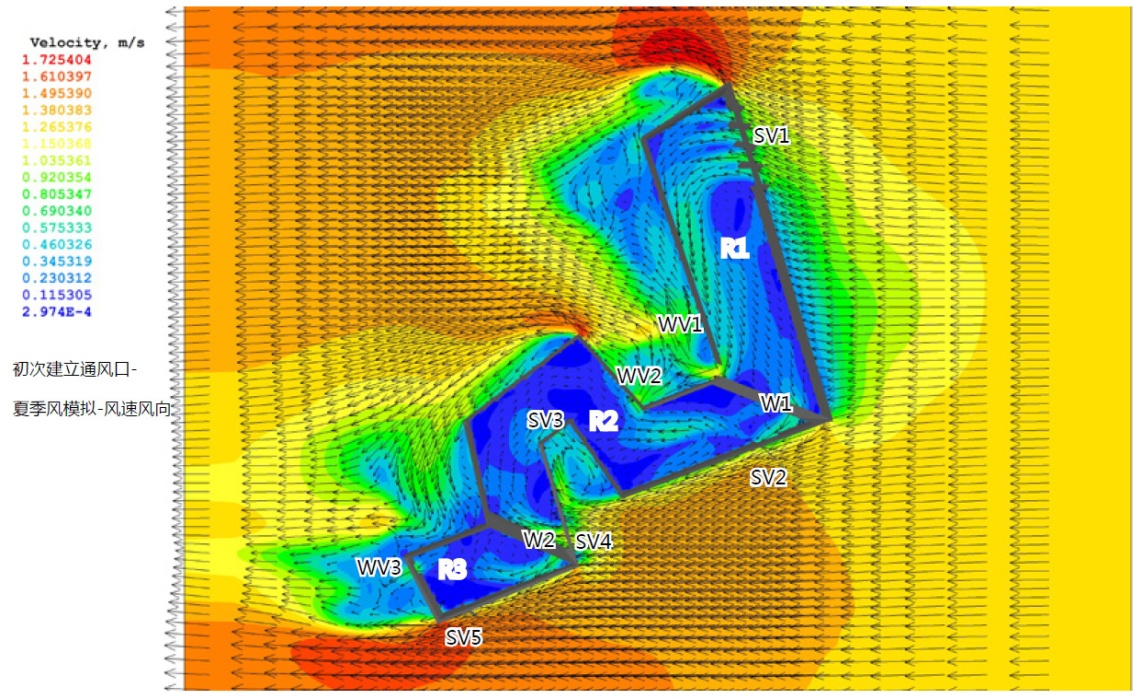 Velocity, m/s
1.725404
1.610397
1.495390
1.380383
1.265376
1.150368
1.035361
0.920354
0.805347
0.690340
0.575333
0.460326
0.345319
0.230312
0.115305
2.974E-4
初次建立通风口-
夏季风模拟-风速风向
SV1
R1
WV1
WV2
W1
SV3
R2
SV2
W2
SV4
WV3
R3
SV5